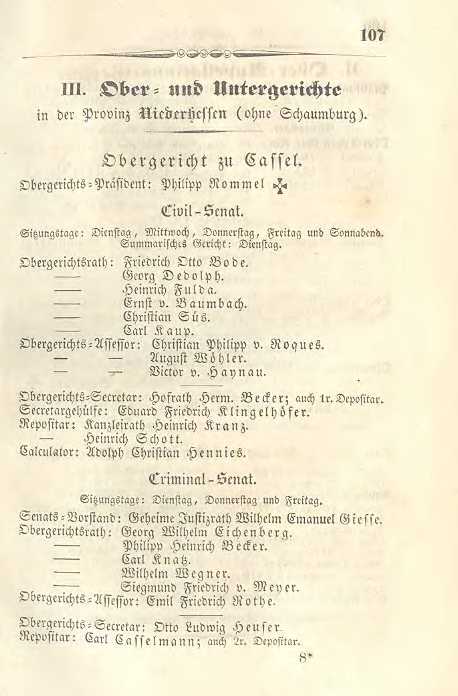 107
III. Ober- und Untergerichte
in der Provinz Niederhessen (ohne Schaumburg).
Obergericht zu Cassel.
Obergerichts-Präsident: Philipp Rommel ✠
Civil-Senat.
Sitzungstage: Dienstag, Mittwoch, Donnerstag, Freitag und Sonnabend.
Summarisches Gericht: Dienstag.
Obergerichtsrath: Friedrich Otto Bode.
— Georg Dedolph.
— Heinrich Fulda.
— Ernst v. Baumbach.
— Christian Süs.
— Carl Kaup.
Obergerichts-Assessor: Christian Philipp v. Roques.
— — August Wöhler.
— — Victor v. Haynau.
Obergerichts-Secretar: Hofrath Herm. Becker; auch 1r. Depositar.
Secretargehülfe: Eduard Friedrich Klingelhöfer.
Repositar: Kanzleirath Heinrich Kranz.
— Heinrich Schott.
Calculator: Adolph Christian Hennies.
Criminal-Senat.
Sitzungstage: Dienstag, Donnerstag und Freitag.
Senats-Vorstand: Geheime Justizrath Wilhelm Emanuel Giesse.
Obergerichtsrath: Georg Wilhelm Eichenberg.
— Philipp Heinrich Becker.
— Carl Knatz.
— Wilhelm Wegner.
— Siegmund Friedrich v. Meyer.
Obergerichts-Assessor: Emil Friedrich Rothe.
Obergerichts-Secretar: Otto Ludwig Heuser.
Repositar: Carl Casselmann; auch 2r. Depositar.
8*